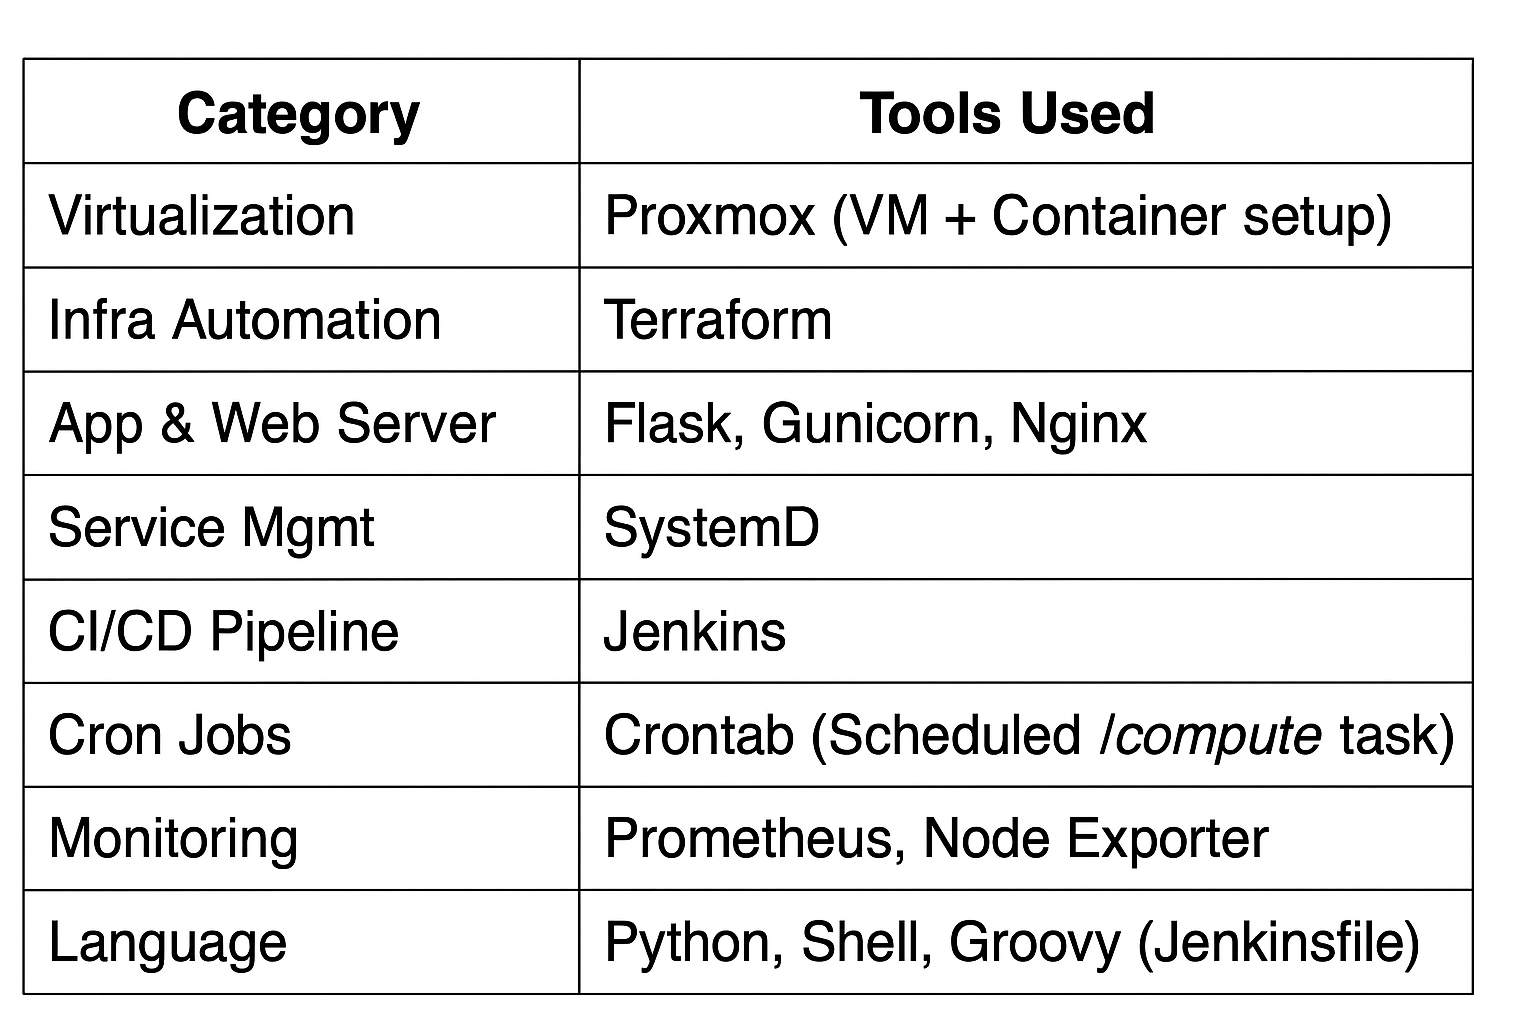 Category Tools Used
Virtualization Proxmox (VM + Container setup)
Infra Automation Terraform
App & Web Server Flask, Gunicorn, Nginx
Service Mgmt SystemD
CI/CD Pipeline Jenkins
Cron Jobs Crontab (Scheduled /compute task)
Monitoring Prometheus, Node Exporter
Language Python, Shell, Groovy (Jenkinsfile)